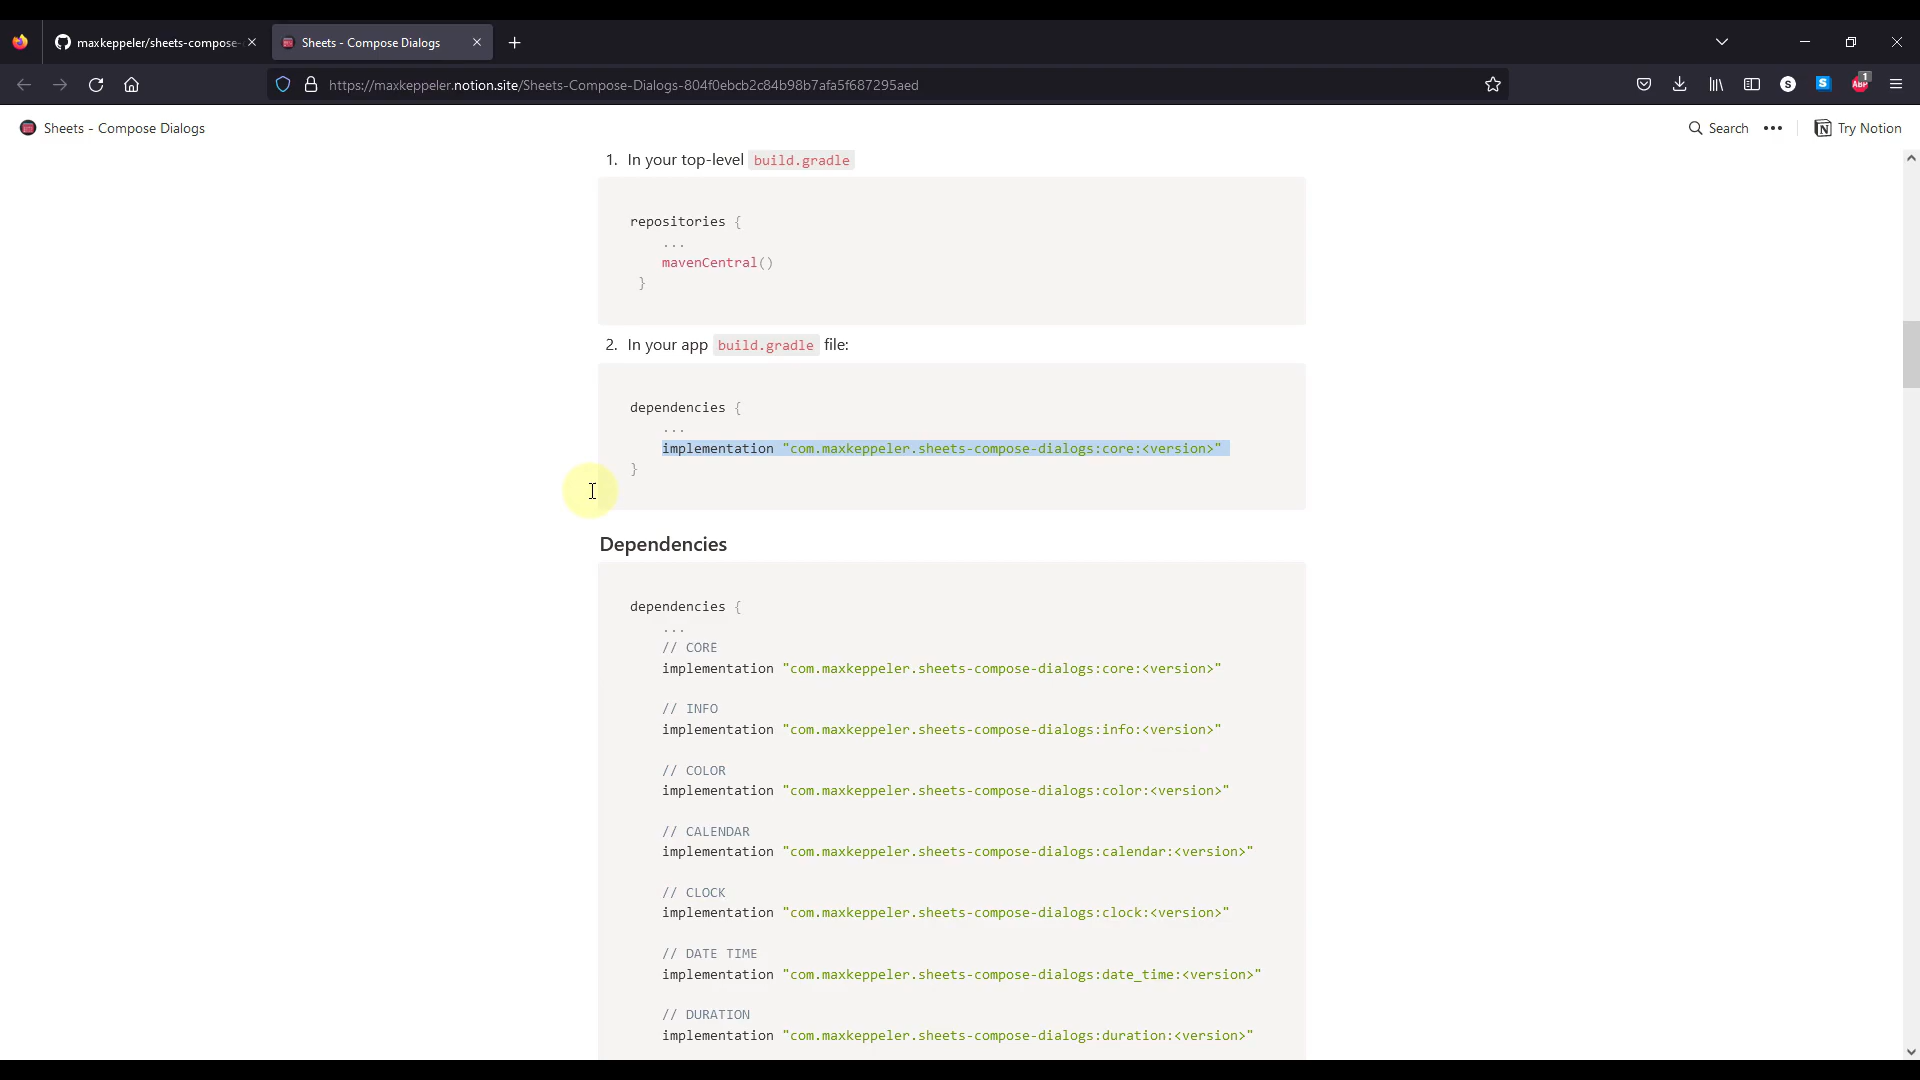 maxkeppeler/sheets-compose-
Sheets - Compose Dialogs
https://maxkeppeler.notion.site/Sheets-Compose-Dialogs-804f0ebcb2c84b98b7afa5f687295aed
S
S
ABP
1
Sheets - Compose Dialogs
Search
Try Notion
1. In your top-level build.gradle
repositories {
...
mavenCentral()
}
2. In your app build.gradle file:
dependencies {
...
implementation "com.maxkeppeler.sheets-compose-dialogs:core:<version>"
}
Dependencies
dependencies {
...
// CORE
implementation "com.maxkeppeler.sheets-compose-dialogs:core:<version>"
// INFO
implementation "com.maxkeppeler.sheets-compose-dialogs:info:<version>"
// COLOR
implementation "com.maxkeppeler.sheets-compose-dialogs:color:<version>"
// CALENDAR
implementation "com.maxkeppeler.sheets-compose-dialogs:calendar:<version>"
// CLOCK
implementation "com.maxkeppeler.sheets-compose-dialogs:clock:<version>"
// DATE TIME
implementation "com.maxkeppeler.sheets-compose-dialogs:date_time:<version>"
// DURATION
implementation "com.maxkeppeler.sheets-compose-dialogs:duration:<version>"